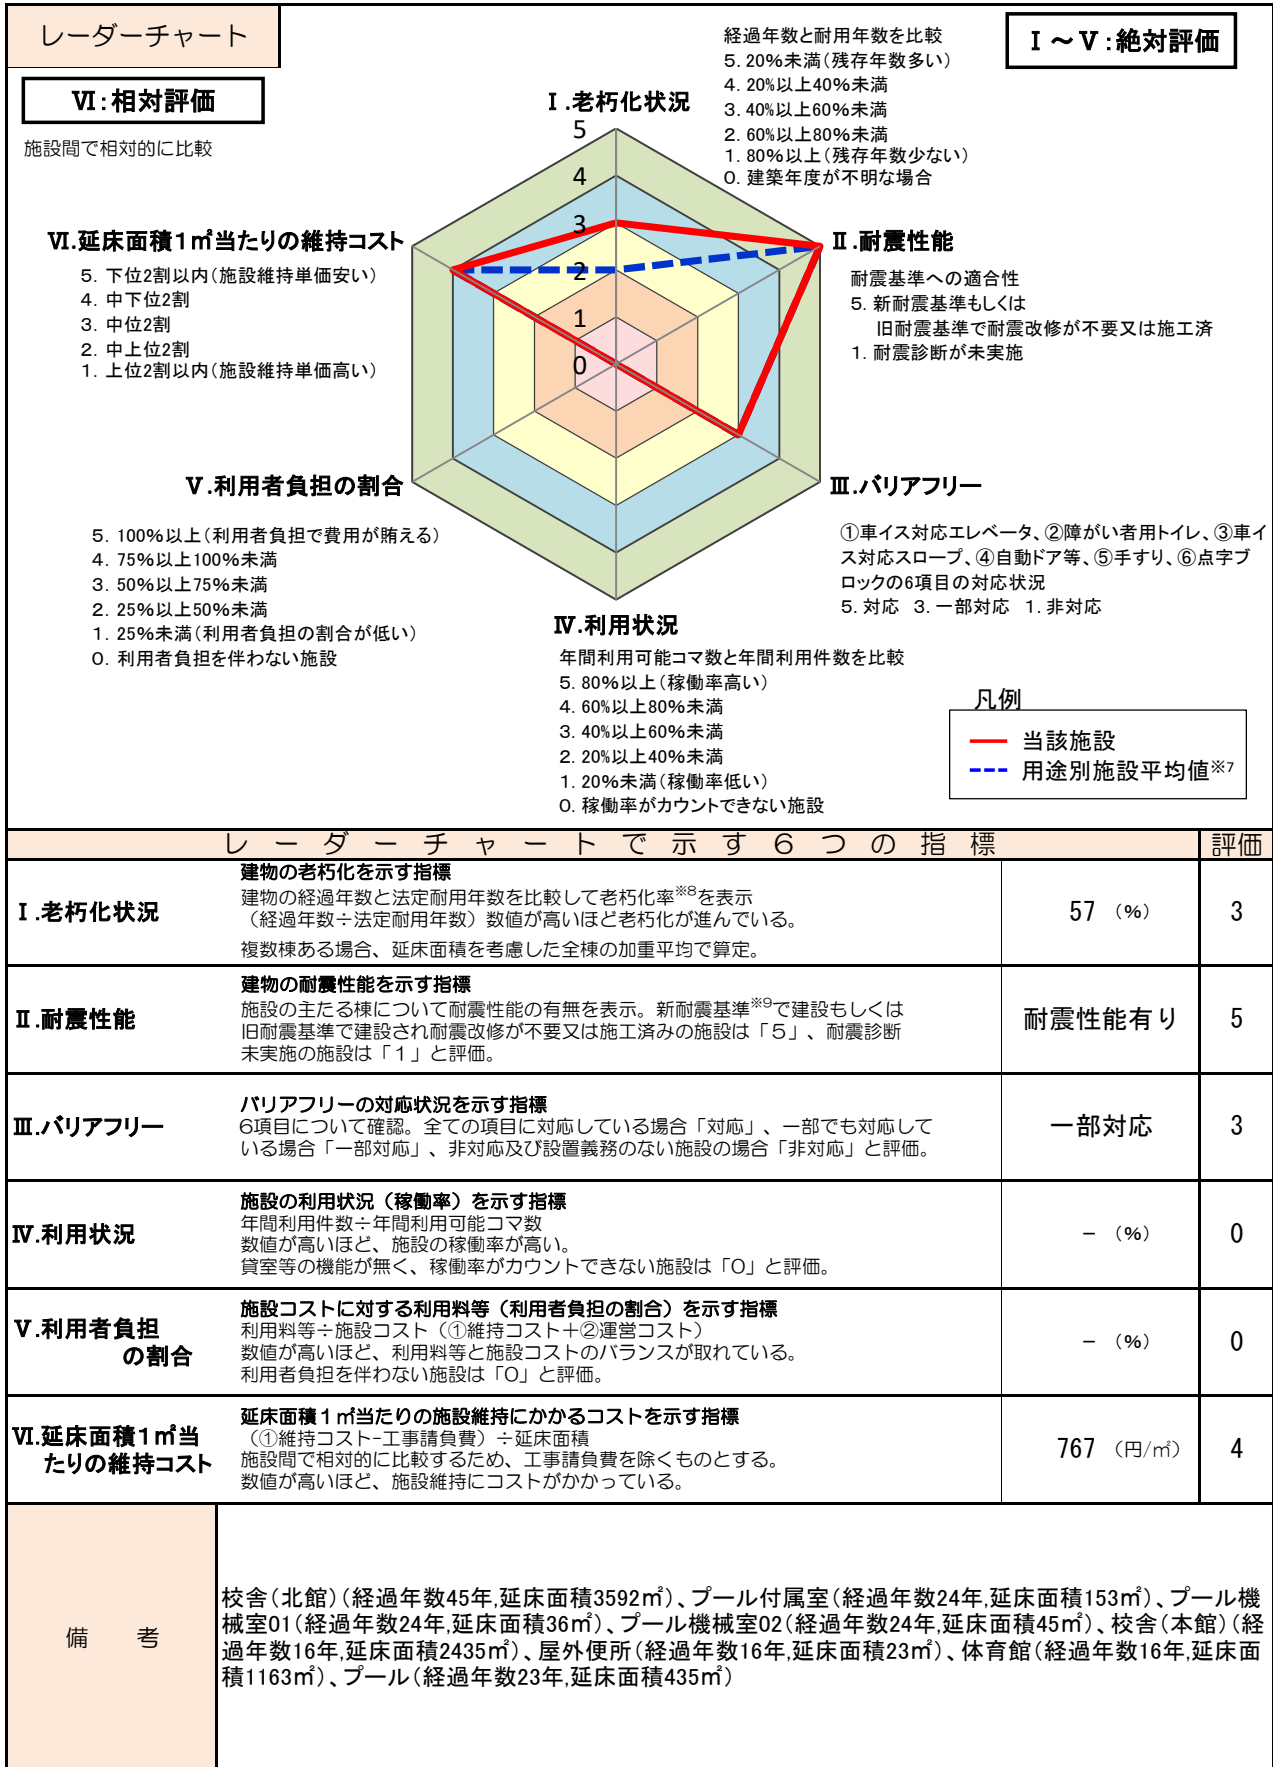 レーダーチャート
Ⅵ:相対評価
施設間で相対的に比較
Ⅰ～Ⅴ:絶対評価
経過年数と耐用年数を比較
5. 20%未満(残存年数多い)
4. 20%以上40%未満
3. 40%以上60%未満
2. 60%以上80%未満
1. 80%以上(残存年数少ない)
0. 建築年度が不明な場合
Ⅰ.老朽化状況
5
4
3
2
1
0
Ⅱ.耐震性能
耐震基準への適合性
5. 新耐震基準もしくは
旧耐震基準で耐震改修が不要又は施工済
1. 耐震診断が未実施
Ⅵ.延床面積1㎡当たりの維持コスト
5. 下位2割以内(施設維持単価安い)
4. 中下位2割
3. 中位2割
2. 中上位2割
1. 上位2割以内(施設維持単価高い)
Ⅴ.利用者負担の割合
5. 100%以上(利用者負担で費用が賄える)
4. 75%以上100%未満
3. 50%以上75%未満
2. 25%以上50%未満
1. 25%未満(利用者負担の割合が低い)
0. 利用者負担を伴わない施設
Ⅲ.バリアフリー
①車イス対応エレベータ、②障がい者用トイレ、③車イ
ス対応スロープ、④自動ドア等、⑤手すり、⑥点字ブ
ロックの6項目の対応状況
5. 対応 3. 一部対応 1. 非対応
Ⅳ.利用状況
年間利用可能コマ数と年間利用件数を比較
5. 80%以上(稼働率高い)
4. 60%以上80%未満
3. 40%以上60%未満
2. 20%以上40%未満
1. 20%未満(稼働率低い)
0. 稼働率がカウントできない施設
凡例
当該施設
用途別施設平均値※7
レーダーチャートで示す6つの指標 評価
Ⅰ.老朽化状況
建物の老朽化を示す指標
建物の経過年数と法定耐用年数を比較して老朽化率※8を表示
(経過年数÷法定耐用年数)数値が高いほど老朽化が進んでいる。
複数棟ある場合、延床面積を考慮した全棟の加重平均で算定。
57 (%) 3
Ⅱ.耐震性能
建物の耐震性能を示す指標
施設の主たる棟について耐震性能の有無を表示。新耐震基準※9で建設もしくは
旧耐震基準で建設され耐震改修が不要又は施工済みの施設は「5」、耐震診断
未実施の施設は「1」と評価。
耐震性能有り 5
Ⅲ.バリアフリー
バリアフリーの対応状況を示す指標
6項目について確認。全ての項目に対応している場合「対応」、一部でも対応して
いる場合「一部対応」、非対応及び設置義務のない施設の場合「非対応」と評価。
一部対応 3
Ⅳ.利用状況
施設の利用状況(稼働率)を示す指標
年間利用件数÷年間利用可能コマ数
数値が高いほど、施設の稼働率が高い。
貸室等の機能が無く、稼働率がカウントできない施設は「0」と評価。
− (%) 0
Ⅴ.利用者負担
の割合
施設コストに対する利用料等(利用者負担の割合)を示す指標
利用料等÷施設コスト(①維持コスト+②運営コスト)
数値が高いほど、利用料等と施設コストのバランスが取れている。
利用者負担を伴わない施設は「0」と評価。
− (%) 0
Ⅵ.延床面積1㎡当
たりの維持コスト
延床面積1㎡当たりの施設維持にかかるコストを示す指標
(①維持コスト-工事請負費)÷延床面積
施設間で相対的に比較するため、工事請負費を除くものとする。
数値が高いほど、施設維持にコストがかかっている。
767 (円/㎡) 4
備 考
校舎(北館)(経過年数45年,延床面積3592㎡)、プール付属室(経過年数24年,延床面積153㎡)、プール機
械室01(経過年数24年,延床面積36㎡)、プール機械室02(経過年数24年,延床面積45㎡)、校舎(本館)(経
過年数16年,延床面積2435㎡)、屋外便所(経過年数16年,延床面積23㎡)、体育館(経過年数16年,延床面
積1163㎡)、プール(経過年数23年,延床面積435㎡)